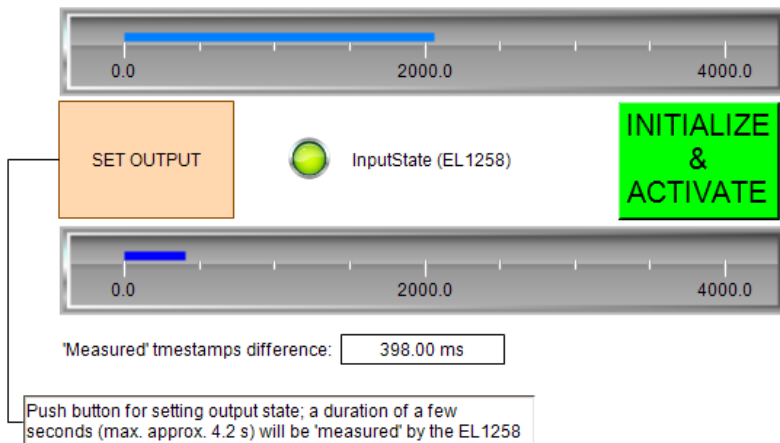 0.0 2000.0 4000.0
SET OUTPUT
InputState (EL1258)
INITIALIZE
&
ACTIVATE
0.0 2000.0 4000.0
'Measured' tmestamps difference: 398.00 ms
Push button for setting output state; a duration of a few
seconds (max. approx. 4.2 s) will be 'measured' by the EL1258